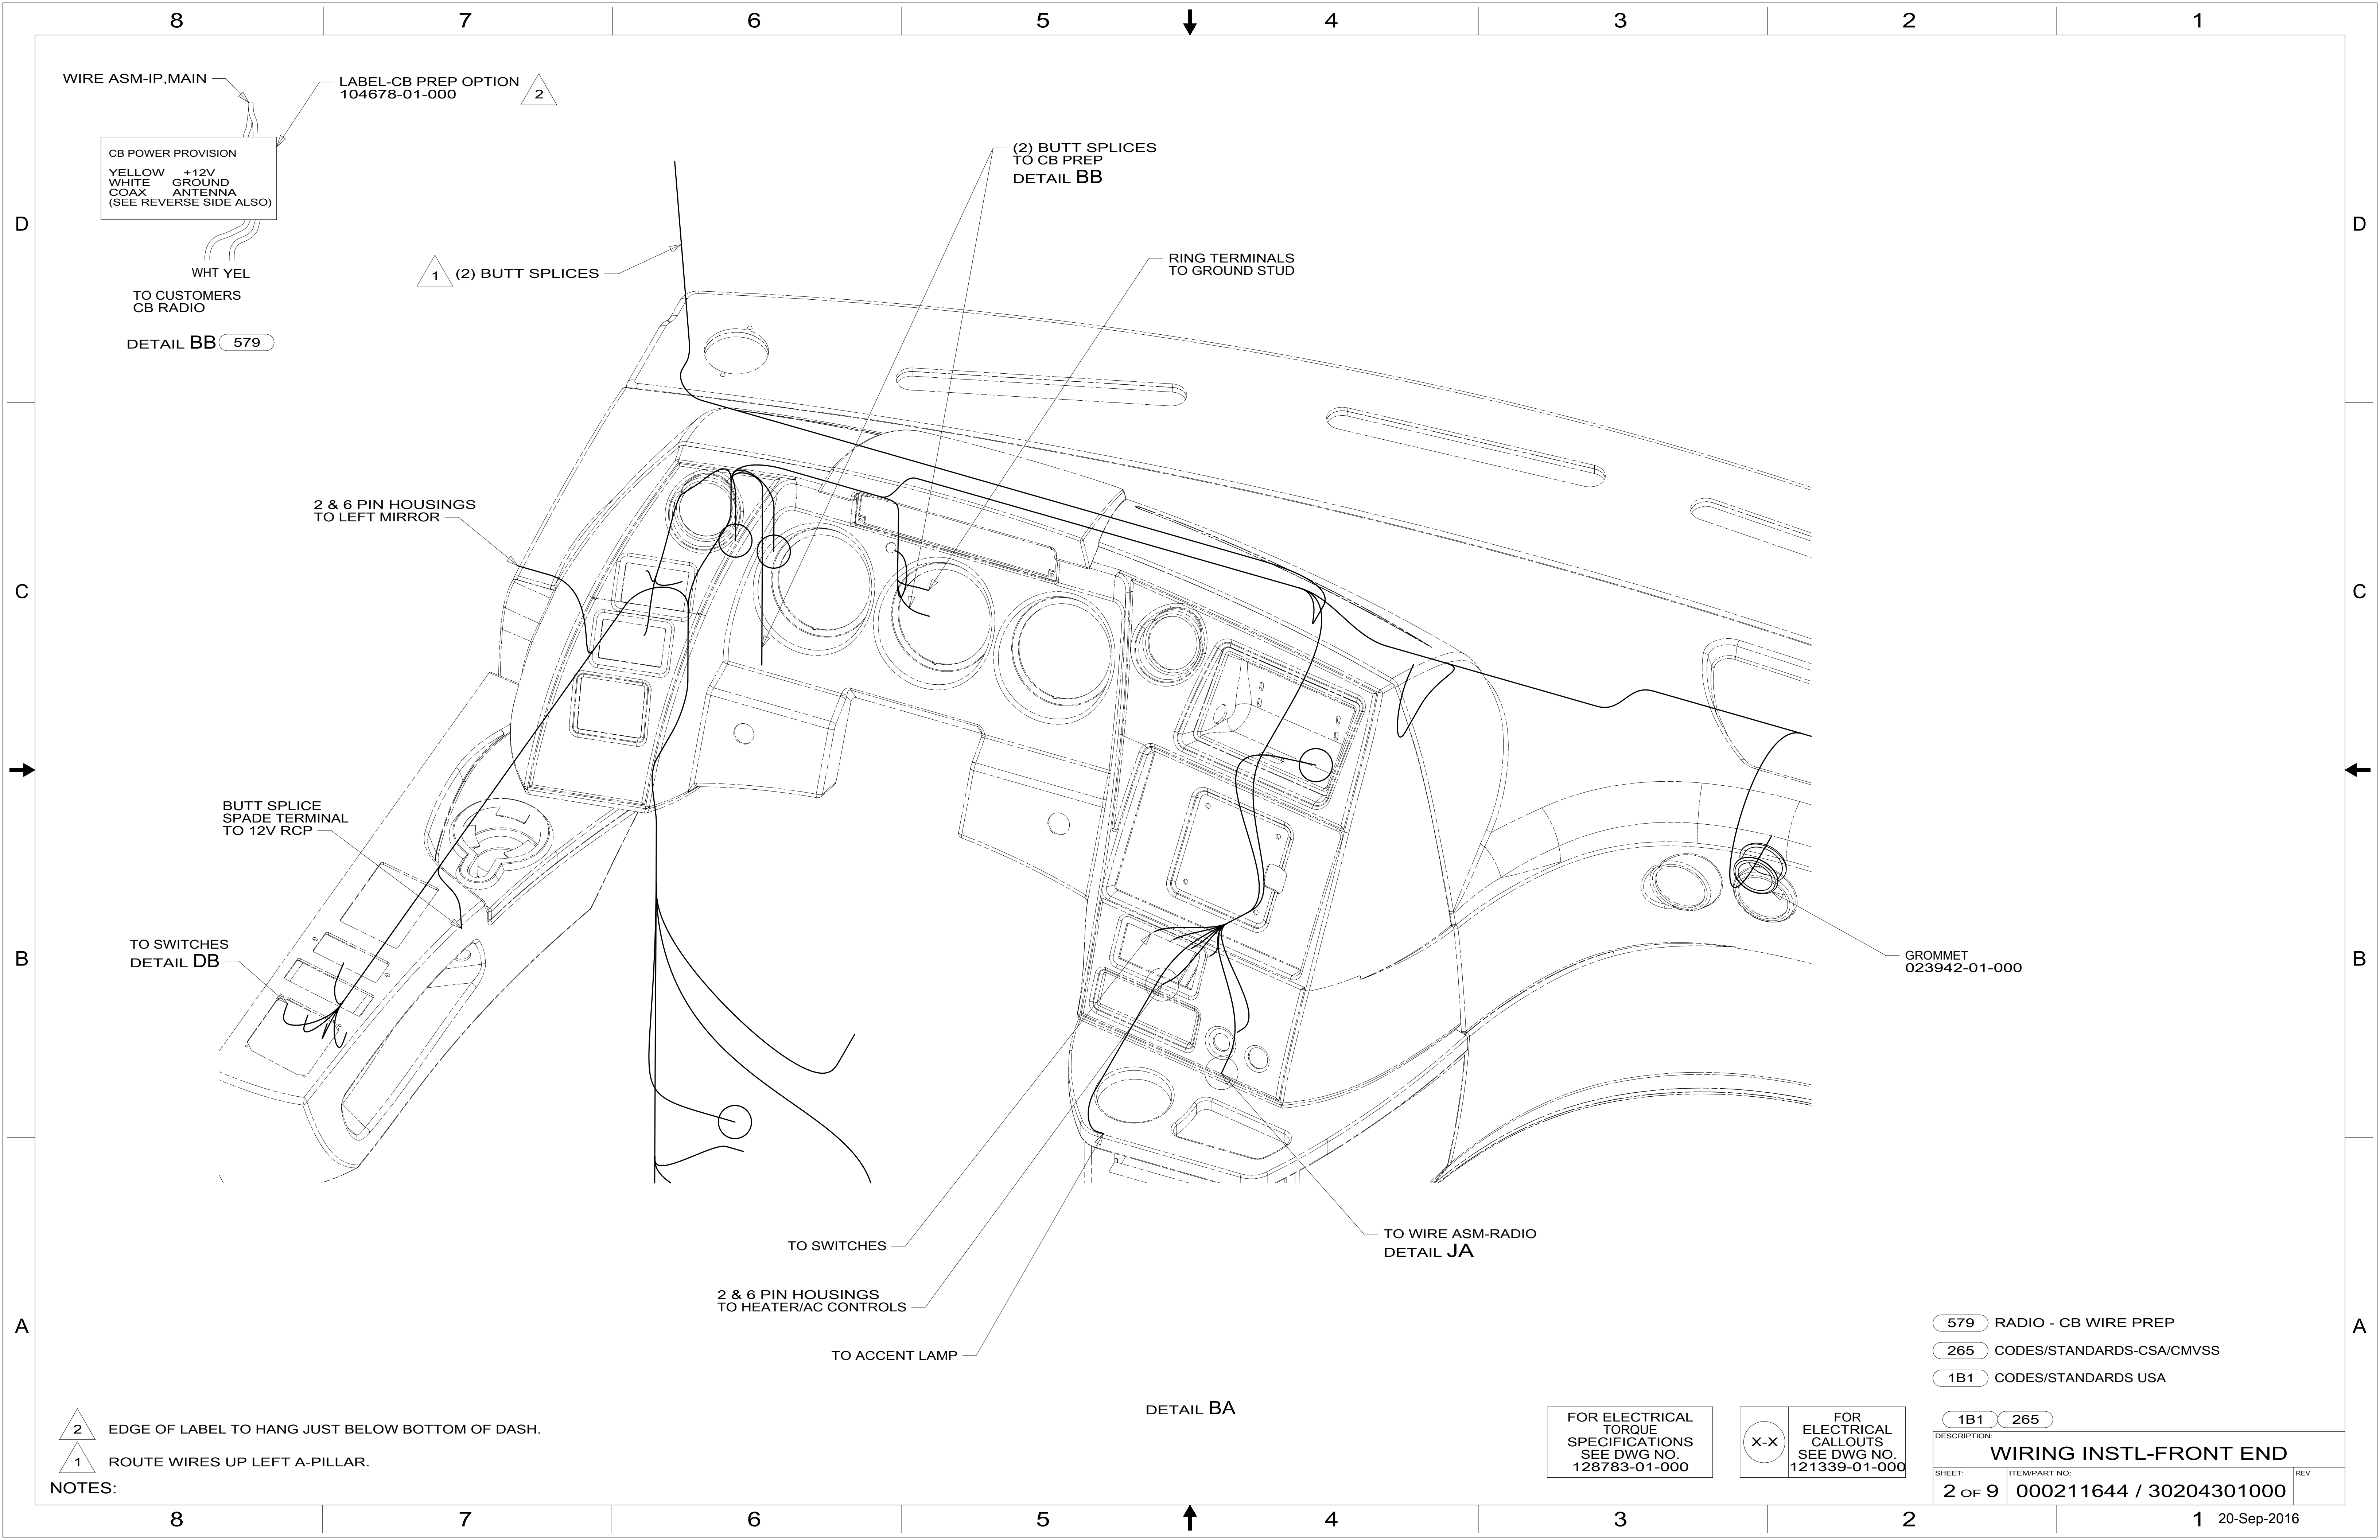 8 7 6 5 4 3 2 1
WIRE ASM-IP,MAIN
LABEL-CB PREP OPTION
104678-01-000
2
CB POWER PROVISION
YELLOW +12V
WHITE GROUND
COAX ANTENNA
(SEE REVERSE SIDE ALSO)
WHT YEL
TO CUSTOMERS
CB RADIO
DETAIL BB 579
(2) BUTT SPLICES
TO CB PREP
DETAIL BB
D
D
1 (2) BUTT SPLICES
RING TERMINALS
TO GROUND STUD
2 & 6 PIN HOUSINGS
TO LEFT MIRROR
C
C
BUTT SPLICE
SPADE TERMINAL
TO 12V RCP
TO SWITCHES
DETAIL DB
B
B
GROMMET
023942-01-000
TO SWITCHES
TO WIRE ASM-RADIO
DETAIL JA
2 & 6 PIN HOUSINGS
TO HEATER/AC CONTROLS
TO ACCENT LAMP
A
A
DETAIL BA
579 RADIO - CB WIRE PREP
265 CODES/STANDARDS-CSA/CMVSS
1B1 CODES/STANDARDS USA
2 EDGE OF LABEL TO HANG JUST BELOW BOTTOM OF DASH.
1 ROUTE WIRES UP LEFT A-PILLAR.
NOTES:
FOR ELECTRICAL
TORQUE
SPECIFICATIONS
SEE DWG NO.
128783-01-000
X-X
FOR
ELECTRICAL
CALLOUTS
SEE DWG NO.
121339-01-000
1B1 265
DESCRIPTION:
WIRING INSTL-FRONT END
SHEET: ITEM/PART NO: REV
2 OF 9 000211644 / 30204301000
8 7 6 5 4 3 2 1
20-Sep-2016